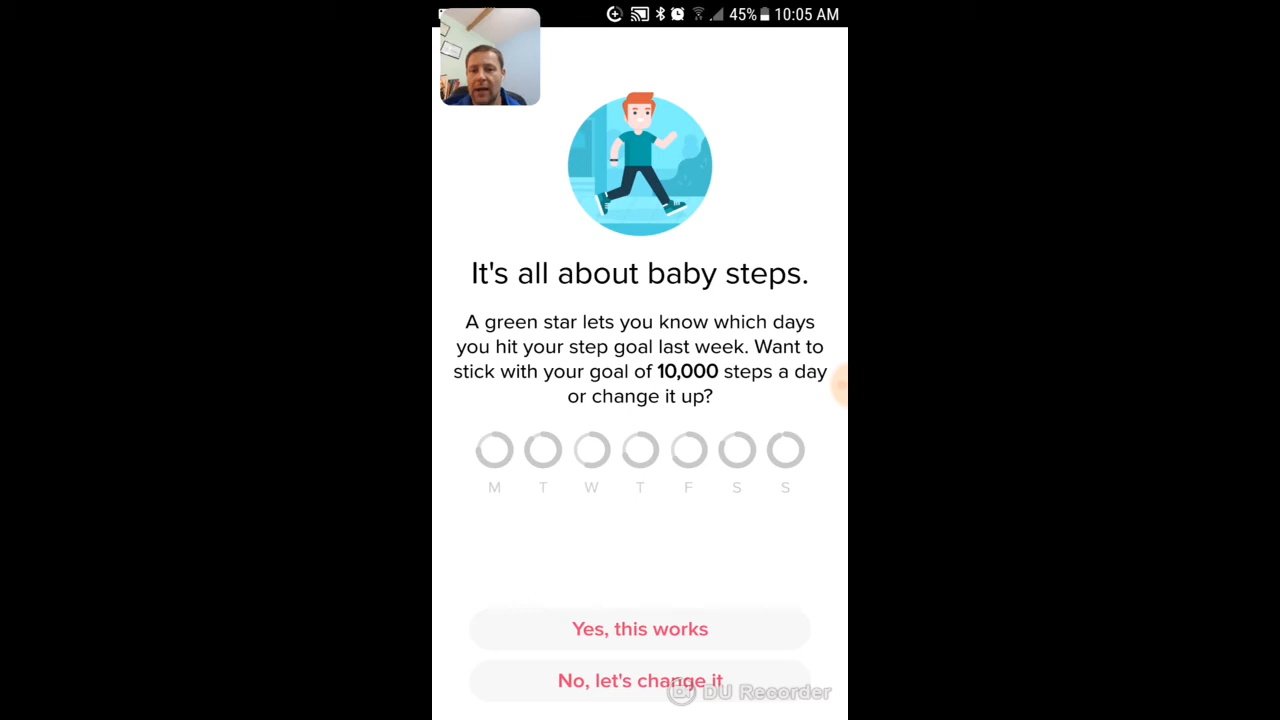 45% 10:05 AM
It's all about baby steps.
A green star lets you know which days
you hit your step goal last week. Want to
stick with your goal of 10,000 steps a day
or change it up?
M T W T F S S
Yes, this works
No, let's change it
DU Recorder